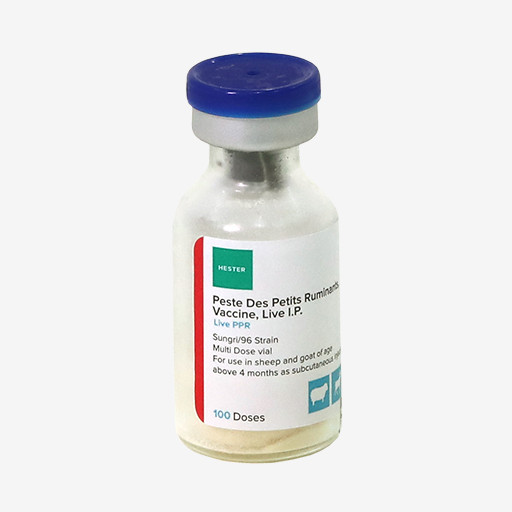 HESTER
Peste Des Petits Ruminants
Vaccine, Live I.P.
Live PPR
Sungri/96 Strain
Multi Dose vial
For use in sheep and goat of age
above 4 months as subcutaneous
100 Doses